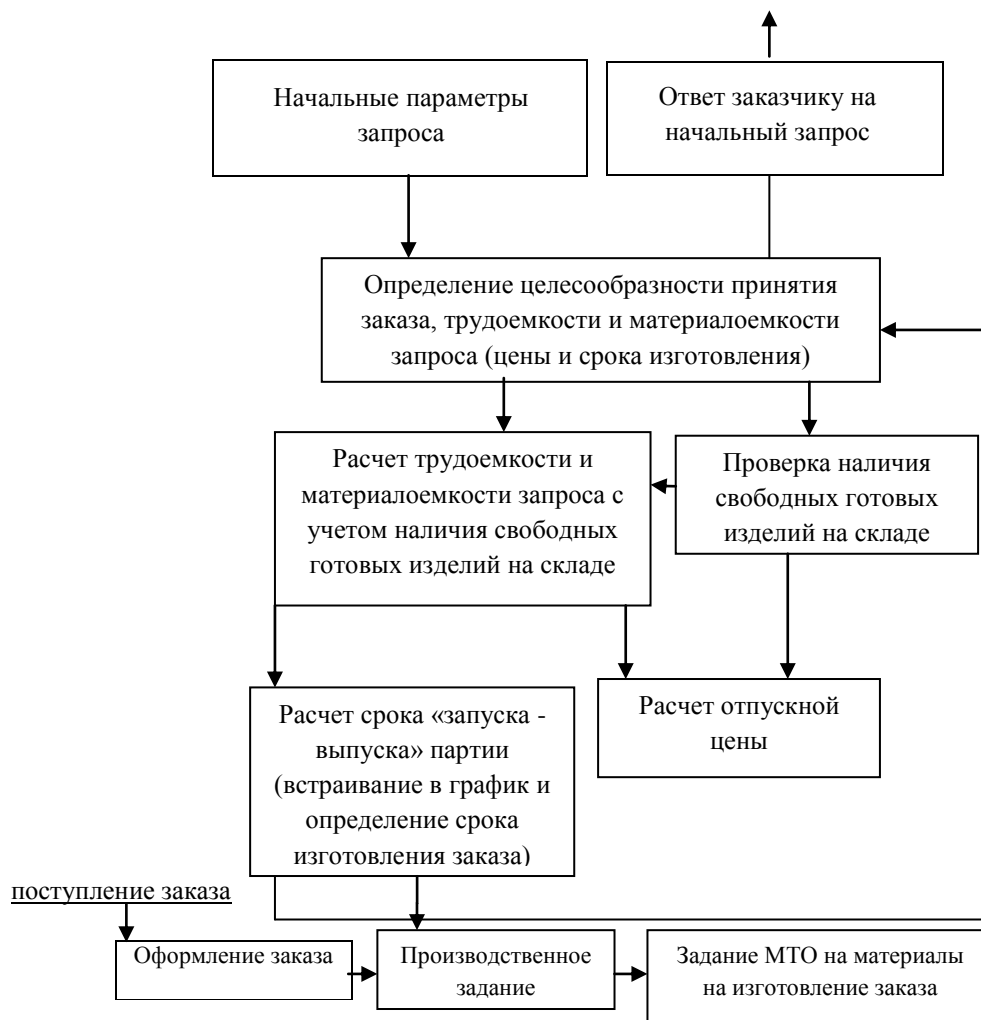 Начальные параметры
запроса
Ответ заказчику на
начальный запрос
Определение целесообразности принятия
заказа, трудоемкости и материалоемкости
запроса (цены и срока изготовления)
Расчет трудоемкости и
материалоемкости запроса с
учетом наличия свободных
готовых изделий на складе
Проверка наличия
свободных готовых
изделий на складе
Расчет срока «запуска -
выпуска» партии
(встраивание в график и
определение срока
изготовления заказа)
Расчет отпускной
цены
поступление заказа
Оформление заказа
Производственное
задание
Задание МТО на материалы
на изготовление заказа